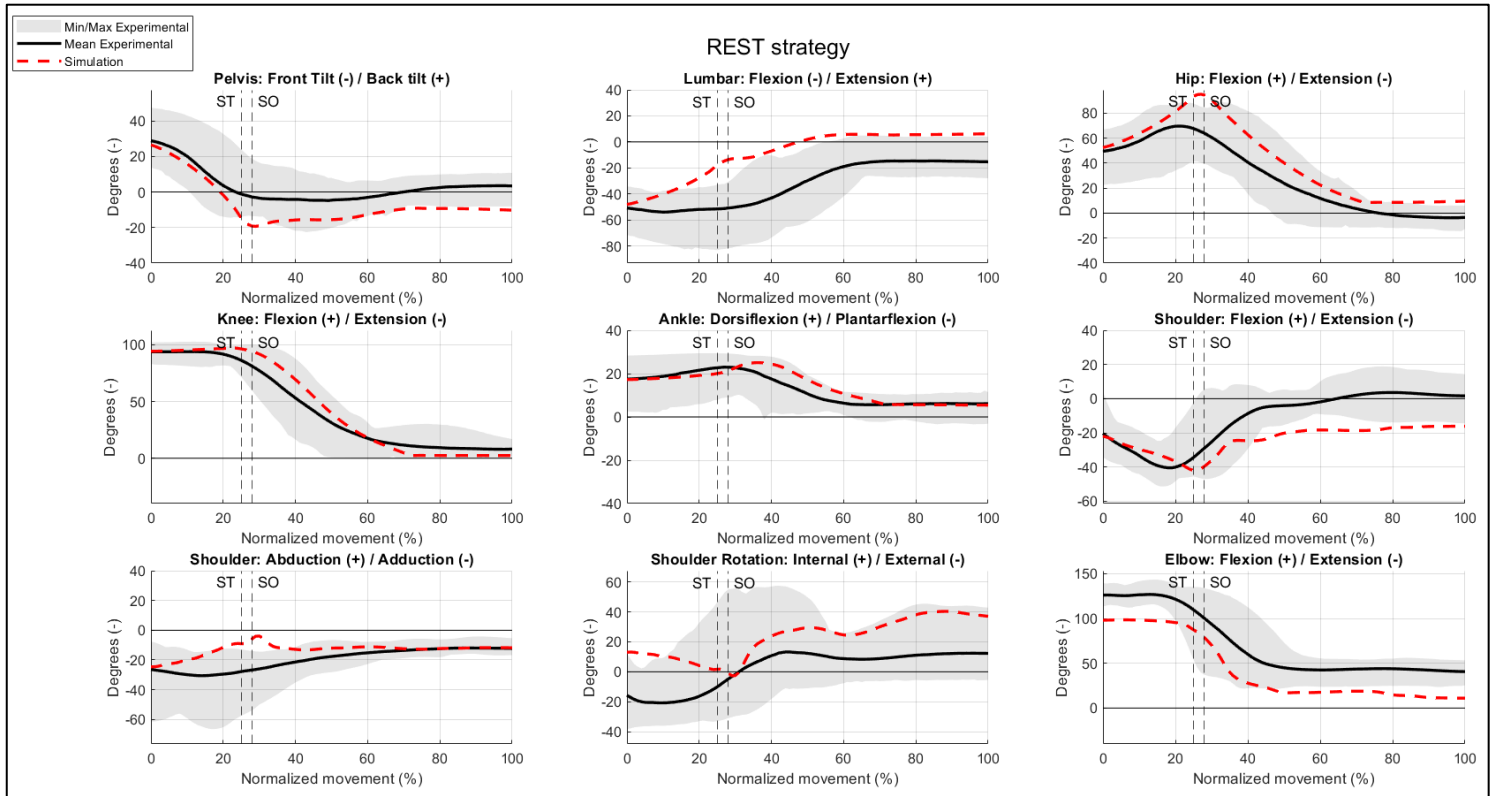 Min/Max Experimental
Mean Experimental
Simulation
REST strategy
Pelvis: Front Tilt (-) / Back tilt (+)
ST SO
Degrees (-)
40
20
0
-20
-40
0 20 40 60 80 100
Normalized movement (%)
Lumbar: Flexion (-) / Extension (+)
ST SO
Degrees (-)
40
20
0
-20
-40
-60
-80
0 20 40 60 80 100
Normalized movement (%)
Hip: Flexion (+) / Extension (-)
ST SO
Degrees (-)
80
60
40
20
0
-20
-40
0 20 40 60 80 100
Normalized movement (%)
Knee: Flexion (+) / Extension (-)
ST SO
Degrees (-)
100
50
0
0 20 40 60 80 100
Normalized movement (%)
Ankle: Dorsiflexion (+) / Plantarflexion (-)
ST SO
Degrees (-)
40
20
0
-20
-40
0 20 40 60 80 100
Normalized movement (%)
Shoulder: Flexion (+) / Extension (-)
ST SO
Degrees (-)
40
20
0
-20
-40
-60
0 20 40 60 80 100
Normalized movement (%)
Shoulder: Abduction (+) / Adduction (-)
ST SO
Degrees (-)
40
20
0
-20
-40
-60
0 20 40 60 80 100
Normalized movement (%)
Shoulder Rotation: Internal (+) / External (-)
ST SO
Degrees (-)
60
40
20
0
-20
-40
0 20 40 60 80 100
Normalized movement (%)
Elbow: Flexion (+) / Extension (-)
ST SO
Degrees (-)
150
100
50
0
0 20 40 60 80 100
Normalized movement (%)